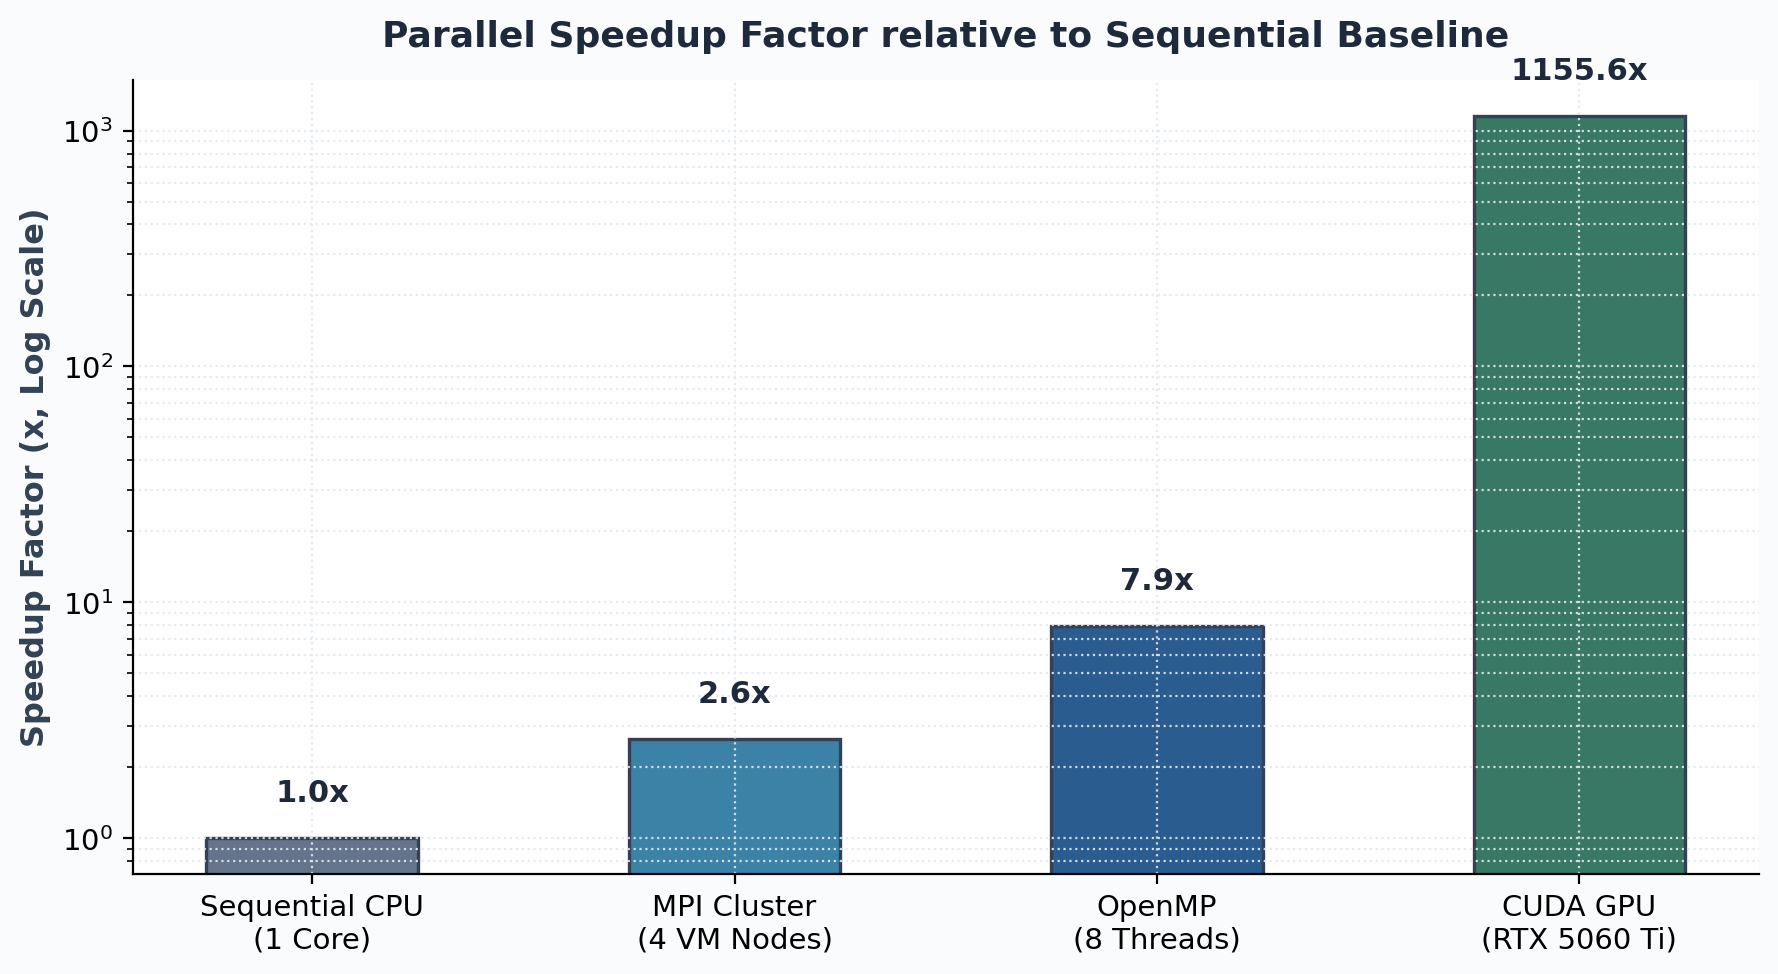 Parallel Speedup Factor relative to Sequential Baseline
1155.6x
10³
10²
10¹
10⁰
Speedup Factor (x, Log Scale)
1.0x
2.6x
7.9x
Sequential CPU
(1 Core)
MPI Cluster
(4 VM Nodes)
OpenMP
(8 Threads)
CUDA GPU
(RTX 5060 Ti)